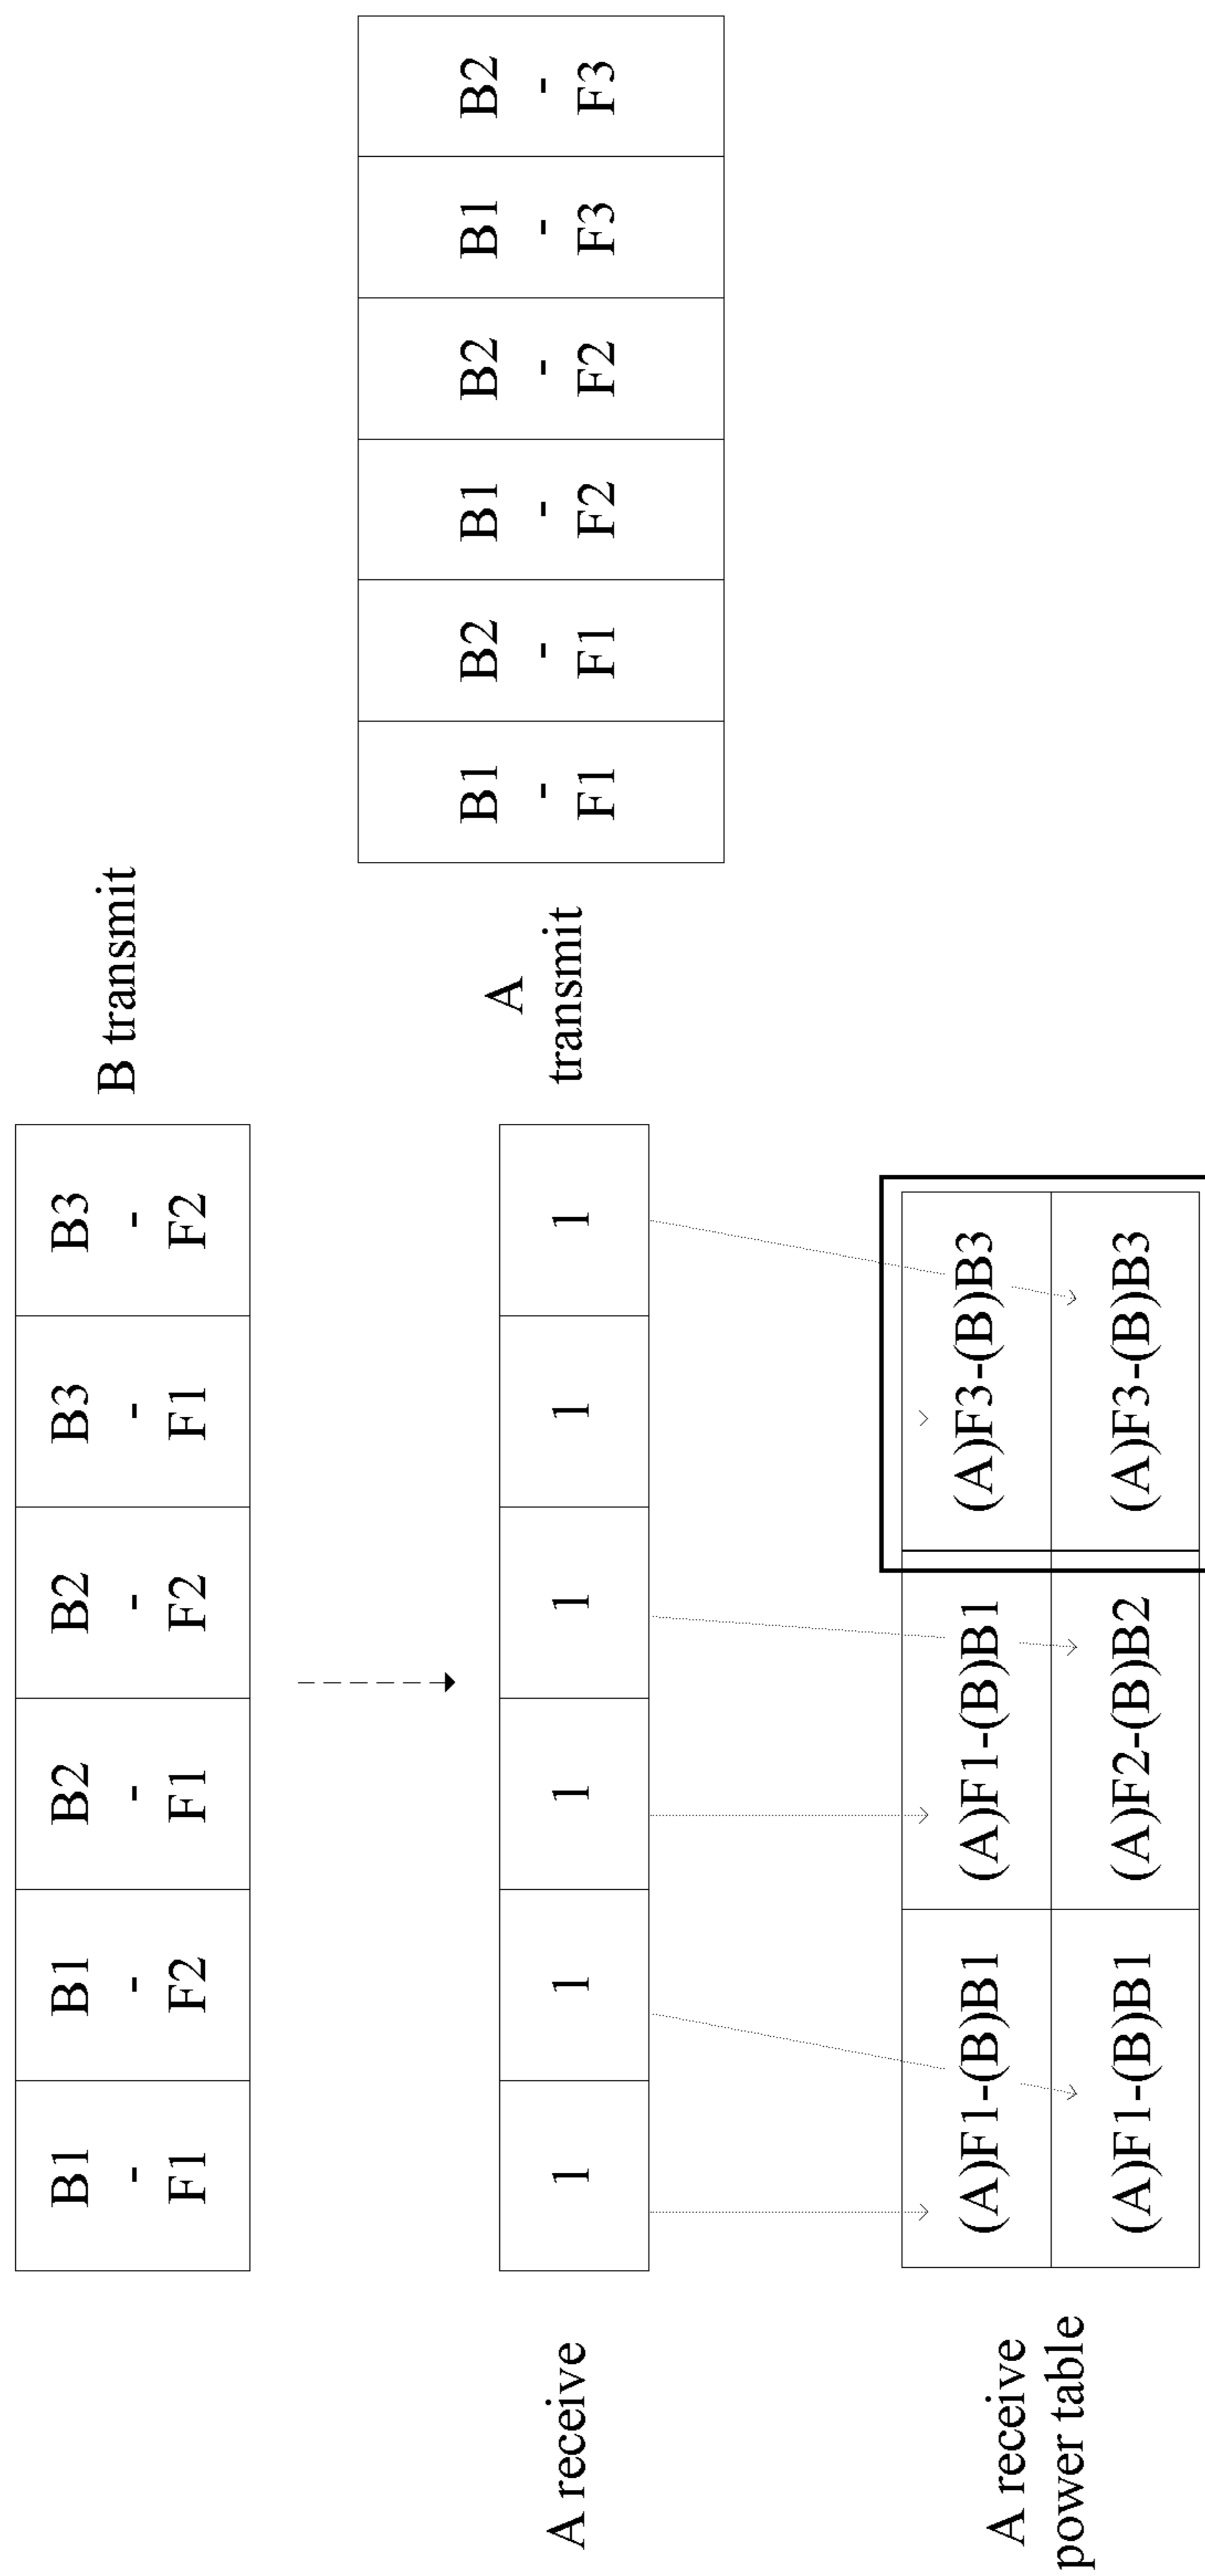 B1
-
F1
B1
-
F2
B2
-
F1
B2
-
F2
B3
-
F1
B3
-
F2
B transmit
A receive
1
1
1
1
1
1
A
transmit
B1
-
F1
B2
-
F1
B1
-
F2
B2
-
F2
B1
-
F3
B2
-
F3
A receive
power table
(A)F1-(B)B1
(A)F1-(B)B1
(A)F3-(B)B3
(A)F1-(B)B1
(A)F2-(B)B2
(A)F3-(B)B3